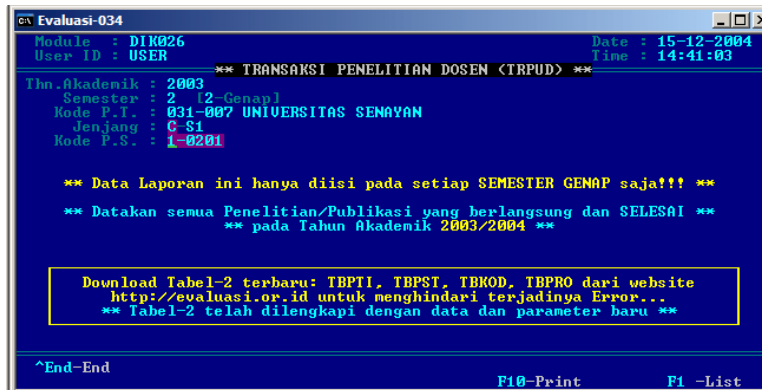 Evaluasi-034
Module : DIK026 Date : 15-12-2004
User ID : USER Time : 14:41:03
** TRANSAKSI PENELITIAN DOSEN (TRPUD) **
Thn.Akademik : 2003
Semester : 2 [2-Genap]
Kode P.T. : 031-007 UNIVERSITAS SENAYAN
Jenjang : C-S1
Kode P.S. : 1-0201
** Data Laporan ini hanya diisi pada setiap SEMESTER GENAP saja!!! **
** Datakan semua Penelitian/Publikasi yang berlangsung dan SELESAI **
** pada Tahun Akademik 2003/2004 **
Download Tabel-2 terbaru: TBPTI, TBPST, TBKOD, TBPRO dari website
http://evaluasi.or.id untuk menghindari terjadinya Error...
** Tabel-2 telah dilengkapi dengan data dan parameter baru **
^End-End
F10-Print F1 -List